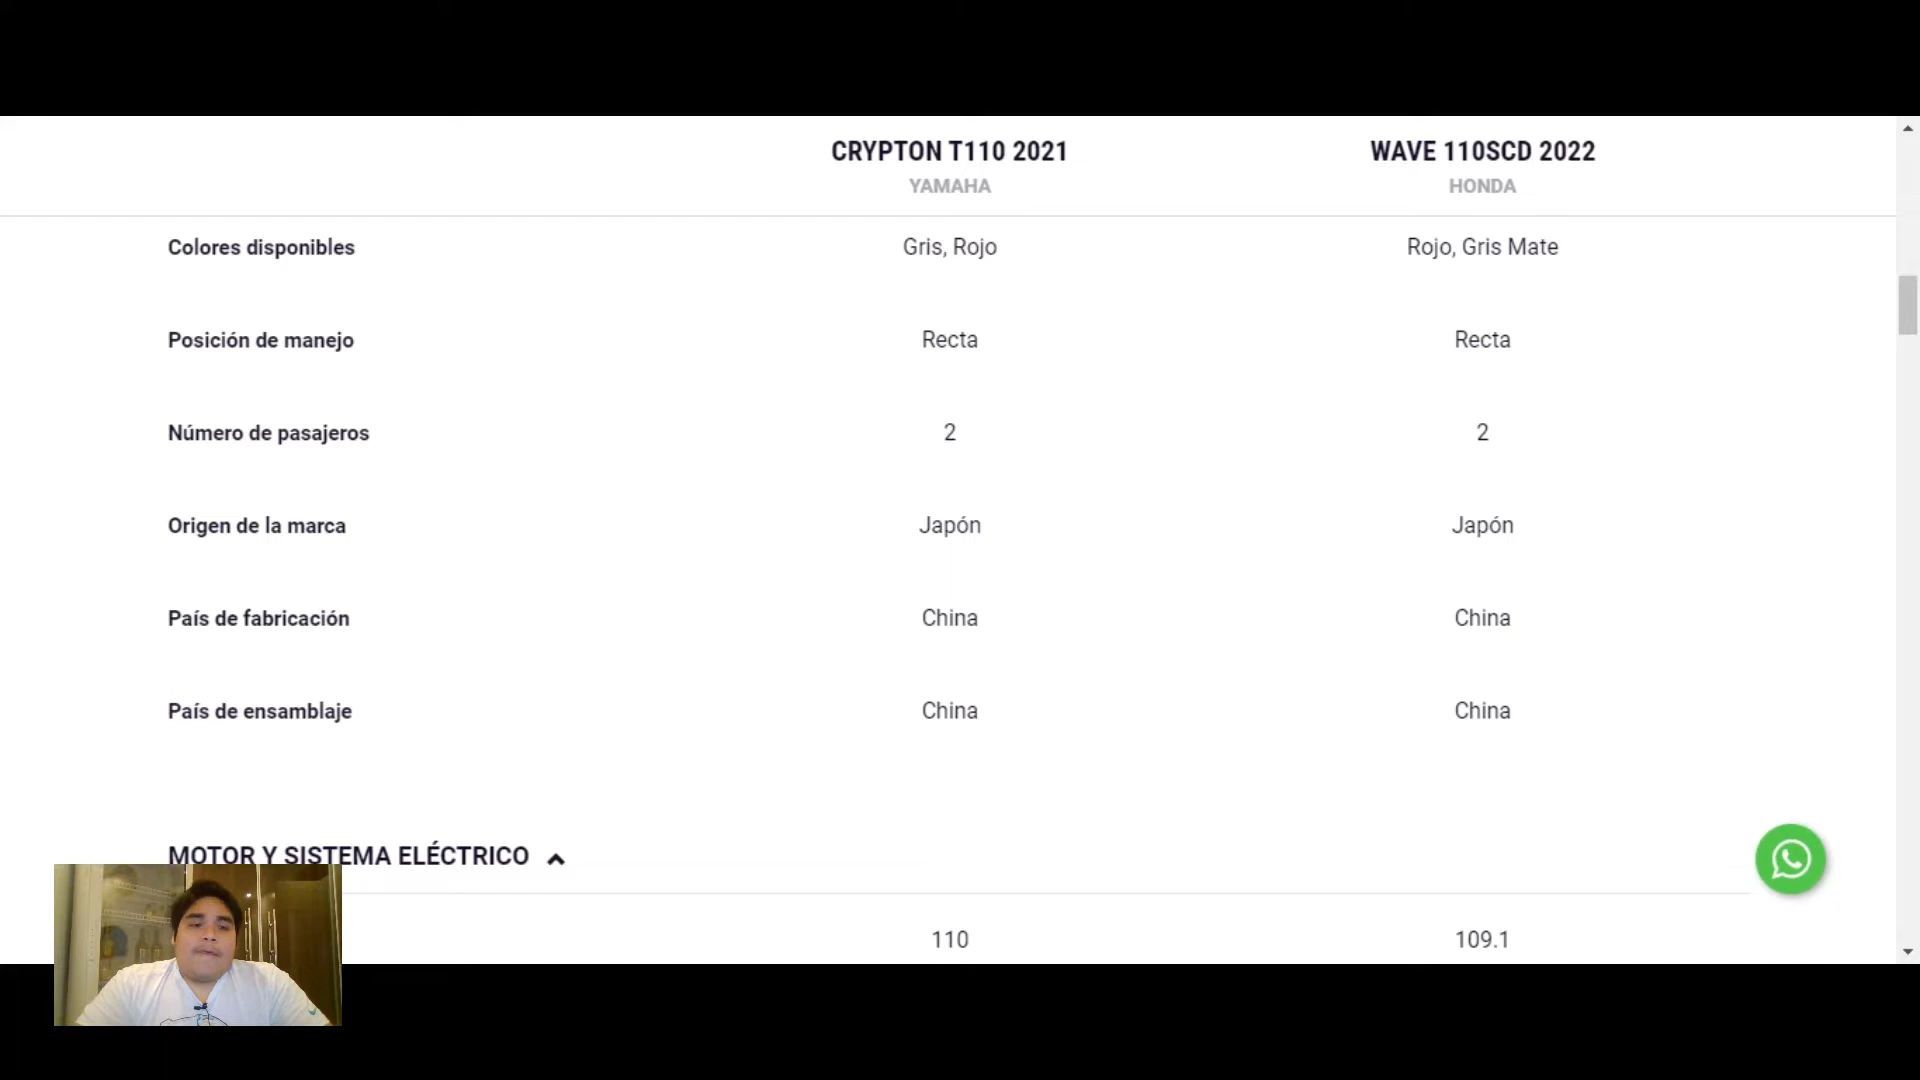 CRYPTON T110 2021 WAVE 110SCD 2022
YAMAHA HONDA
Colores disponibles Gris, Rojo Rojo, Gris Mate
Posición de manejo Recta Recta
Número de pasajeros 2 2
Origen de la marca Japón Japón
País de fabricación China China
País de ensamblaje China China
MOTOR Y SISTEMA ELÉCTRICO
110 109.1